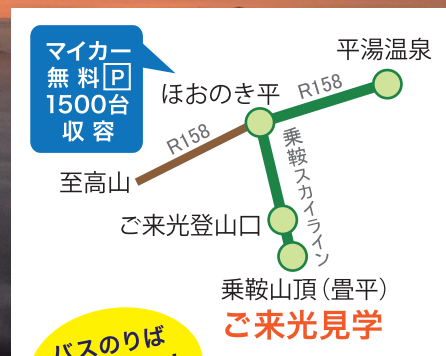 マイカー
無料P
1500台
収容
平湯温泉
ほおのき平
R158
R158
至高山
乗鞍スカイライン
ご来光登山口
乗鞍山頂（畳平）
ご来光見学
バスのりば